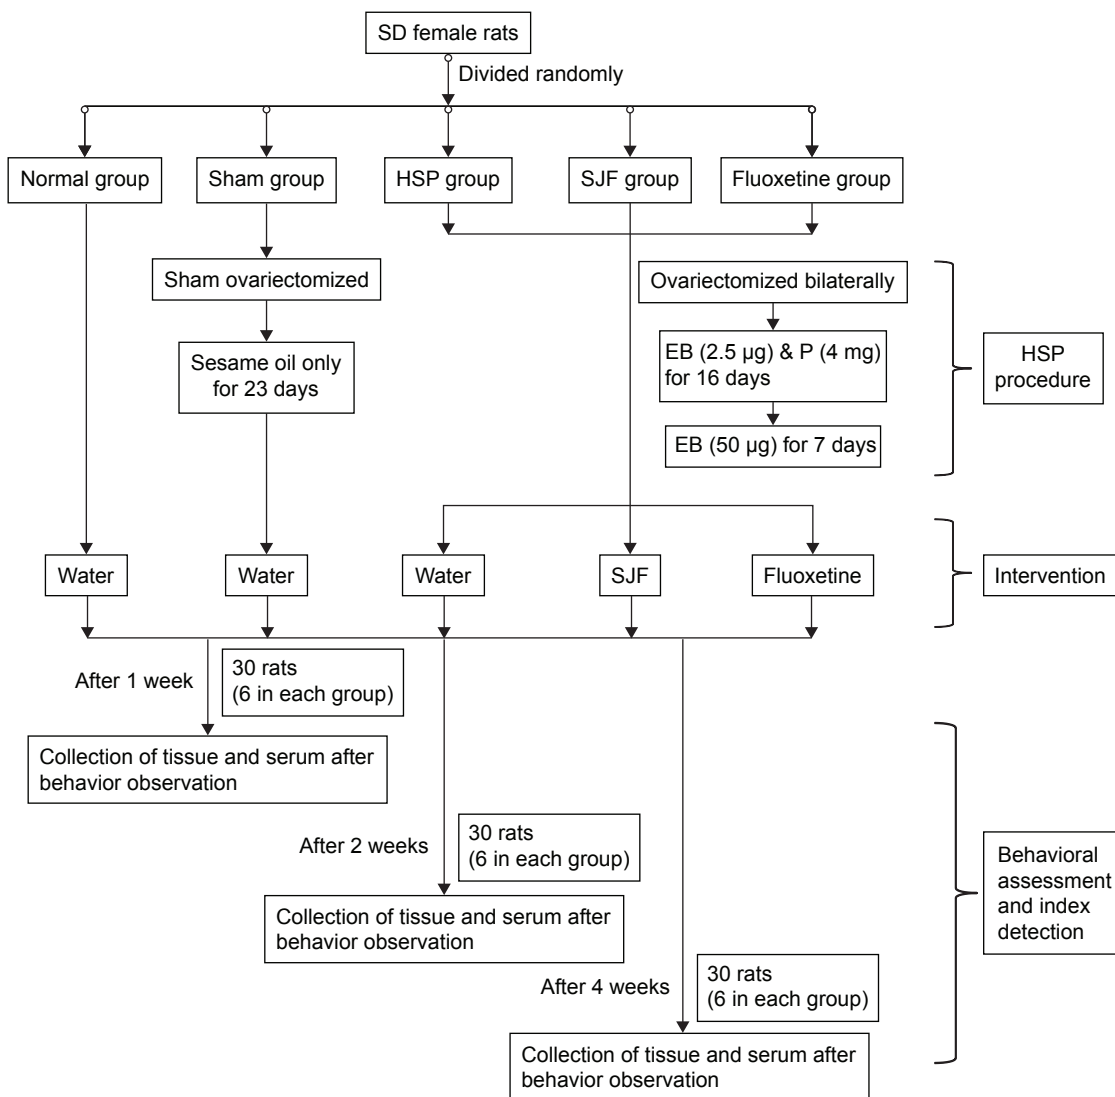 SD female rats
Divided randomly
Normal group
Sham group
HSP group
SJF group
Fluoxetine group
Sham ovariectomized
Sesame oil only
for 23 days
Ovariectomized bilaterally
EB (2.5 μg) & P (4 mg)
for 16 days
EB (50 μg) for 7 days
HSP
procedure
Water
Water
Water
SJF
Fluoxetine
Intervention
After 1 week
30 rats
(6 in each group)
Collection of tissue and serum after
behavior observation
After 2 weeks
30 rats
(6 in each group)
Collection of tissue and serum after
behavior observation
After 4 weeks
30 rats
(6 in each group)
Collection of tissue and serum after
behavior observation
Behavioral
assessment
and index
detection